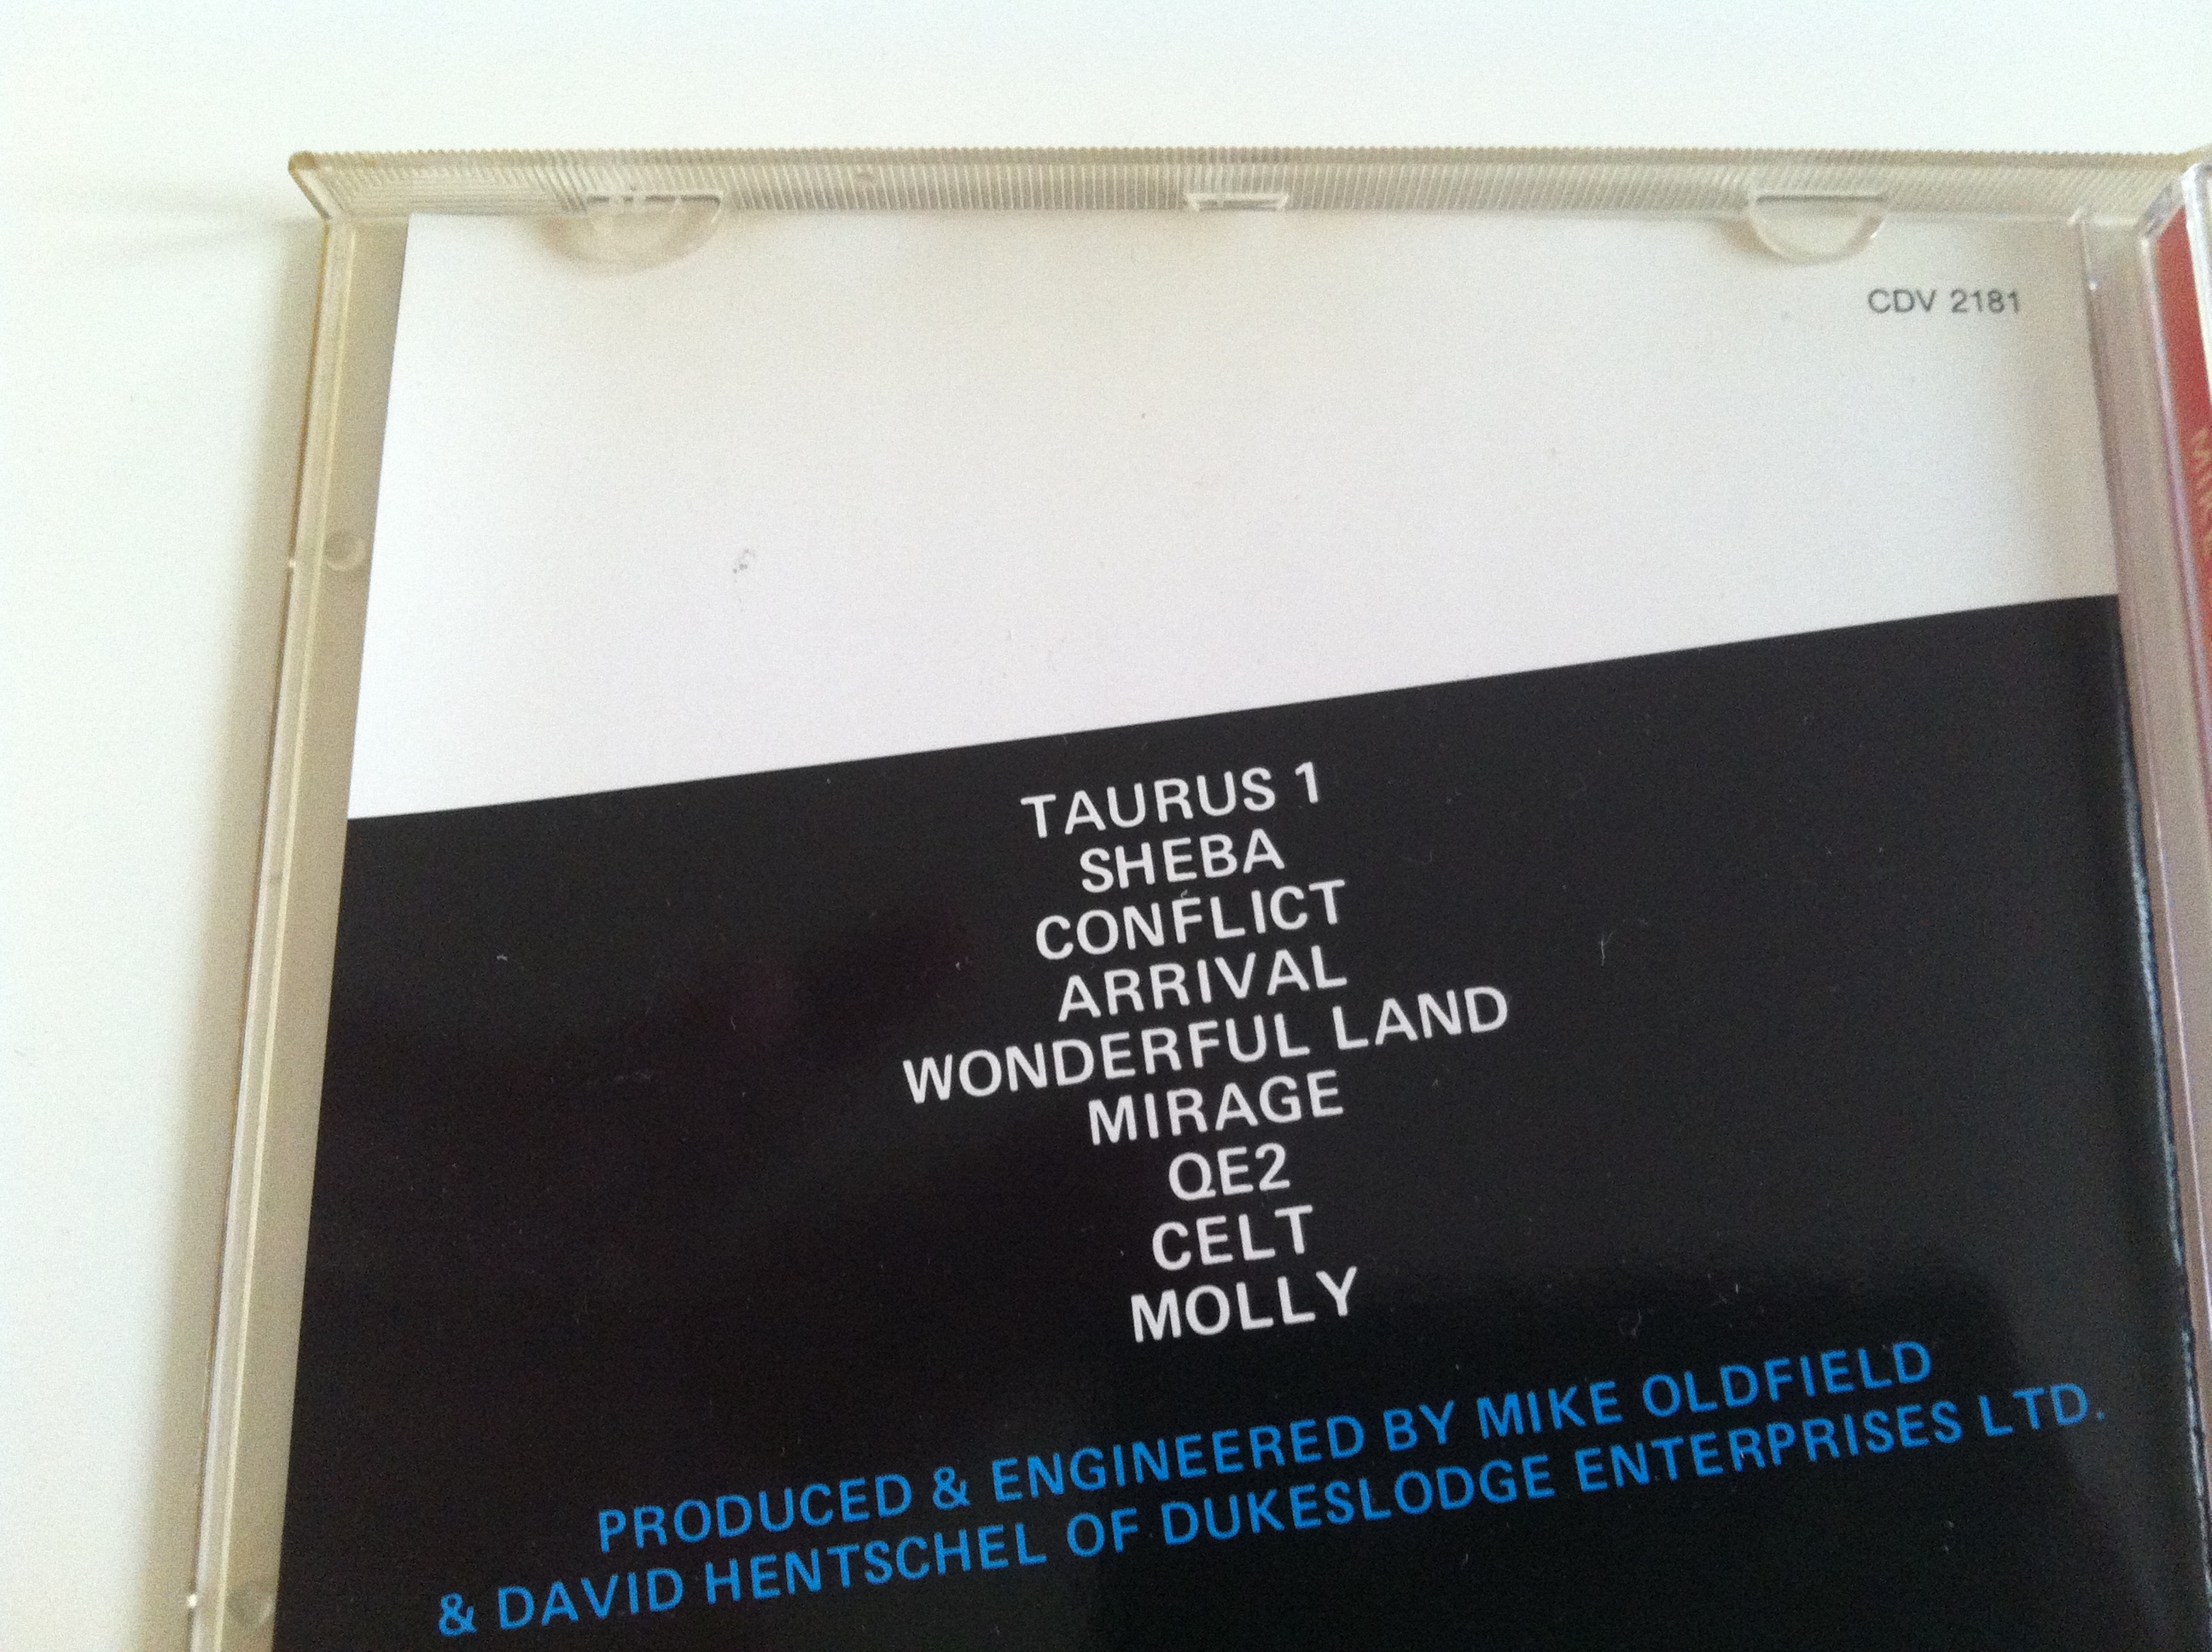 CDV 2181
TAURUS 1
SHEBA
CONFLICT
ARRIVAL
WONDERFUL LAND
MIRAGE
QE2
CELT
MOLLY
PRODUCED & ENGINEERED BY MIKE OLDFIELD
& DAVID HENTSCHEL OF DUKESLODGE ENTERPRISES LTD.